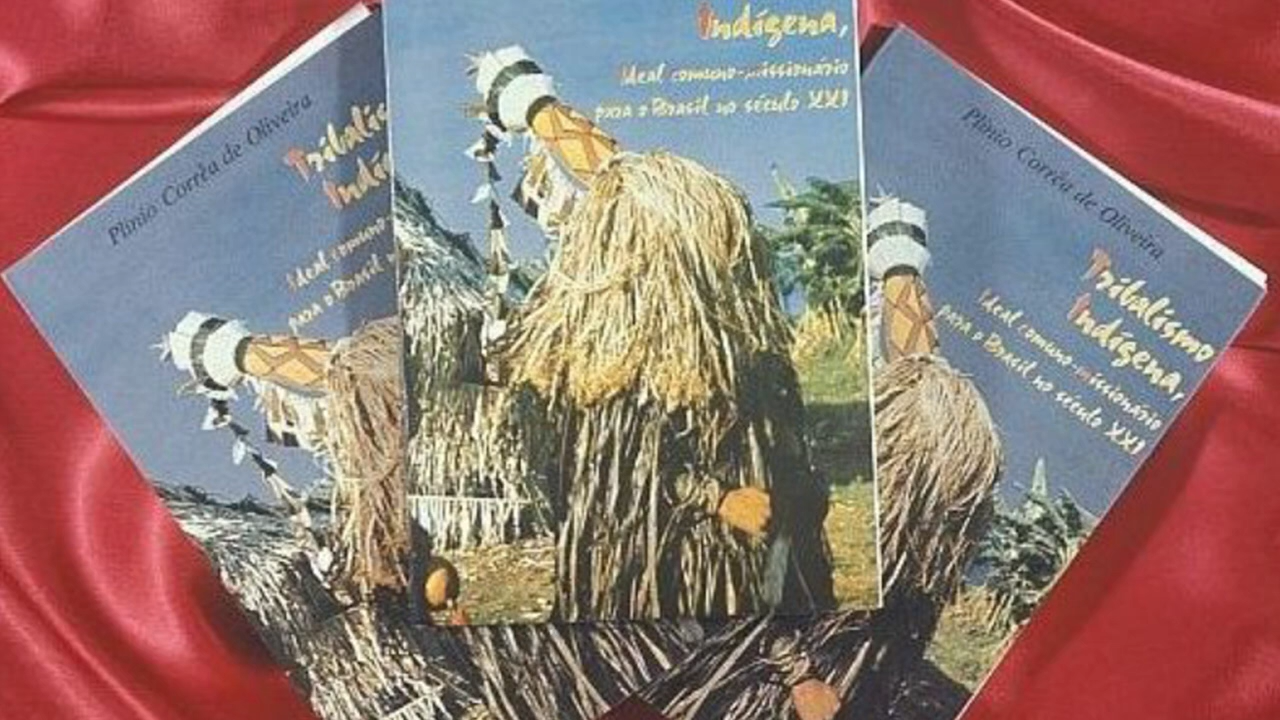 Plinio Corrêa de Oliveira
Tribalis
Indí
Ideal comuno-
para o Brasil n
Indígena,
Ideal comuno-missionário
para o Brasil no século XXI
Plinio Corrêa de Oliveira
Tribalismo
Indígena,
Ideal comuno-missionário
para o Brasil no século XXI